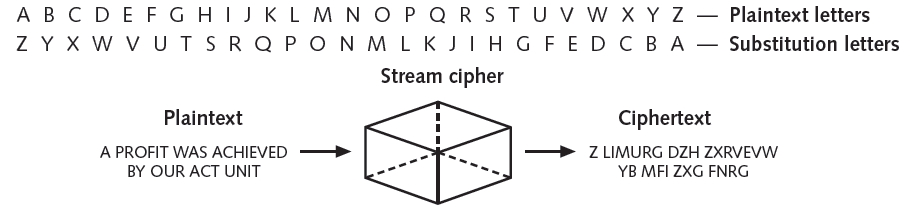 A B C D E F G H I J K L M N O P Q R S T U V W X Y Z — Plaintext letters
Z Y X W V U T S R Q P O N M L K J I H G F E D C B A — Substitution letters
Stream cipher
Plaintext
A PROFIT WAS ACHIEVED
BY OUR ACT UNIT
Ciphertext
Z LIMURG DZH ZXRVEVW
YB MFI ZXG FNRG